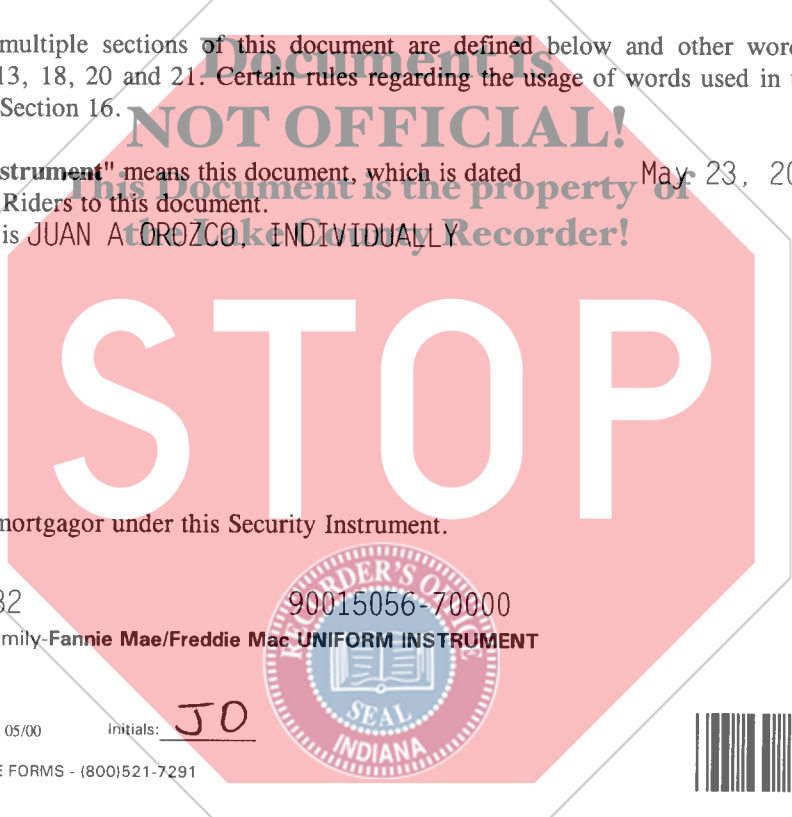 multiple sections of this document are defined below and other wor
Document is
13, 18, 20 and 21. Certain rules regarding the usage of words used in
Section 16.
NOT OFFICIAL!
strument" means this document, which is dated May 23, 20
This Document is the property of
Riders to this document.
is JUAN A OROZCO, INDIVIDUALLY
the Lake County Recorder!
STOP
mortgagor under this Security Instrument.
32 90015056-70000
mily-Fannie Mae/Freddie Mac UNIFORM INSTRUMENT
RECORDER'S OFFICE
SEAL
INDIANA
05/00 Initials: JO
E FORMS - (800)521-7291